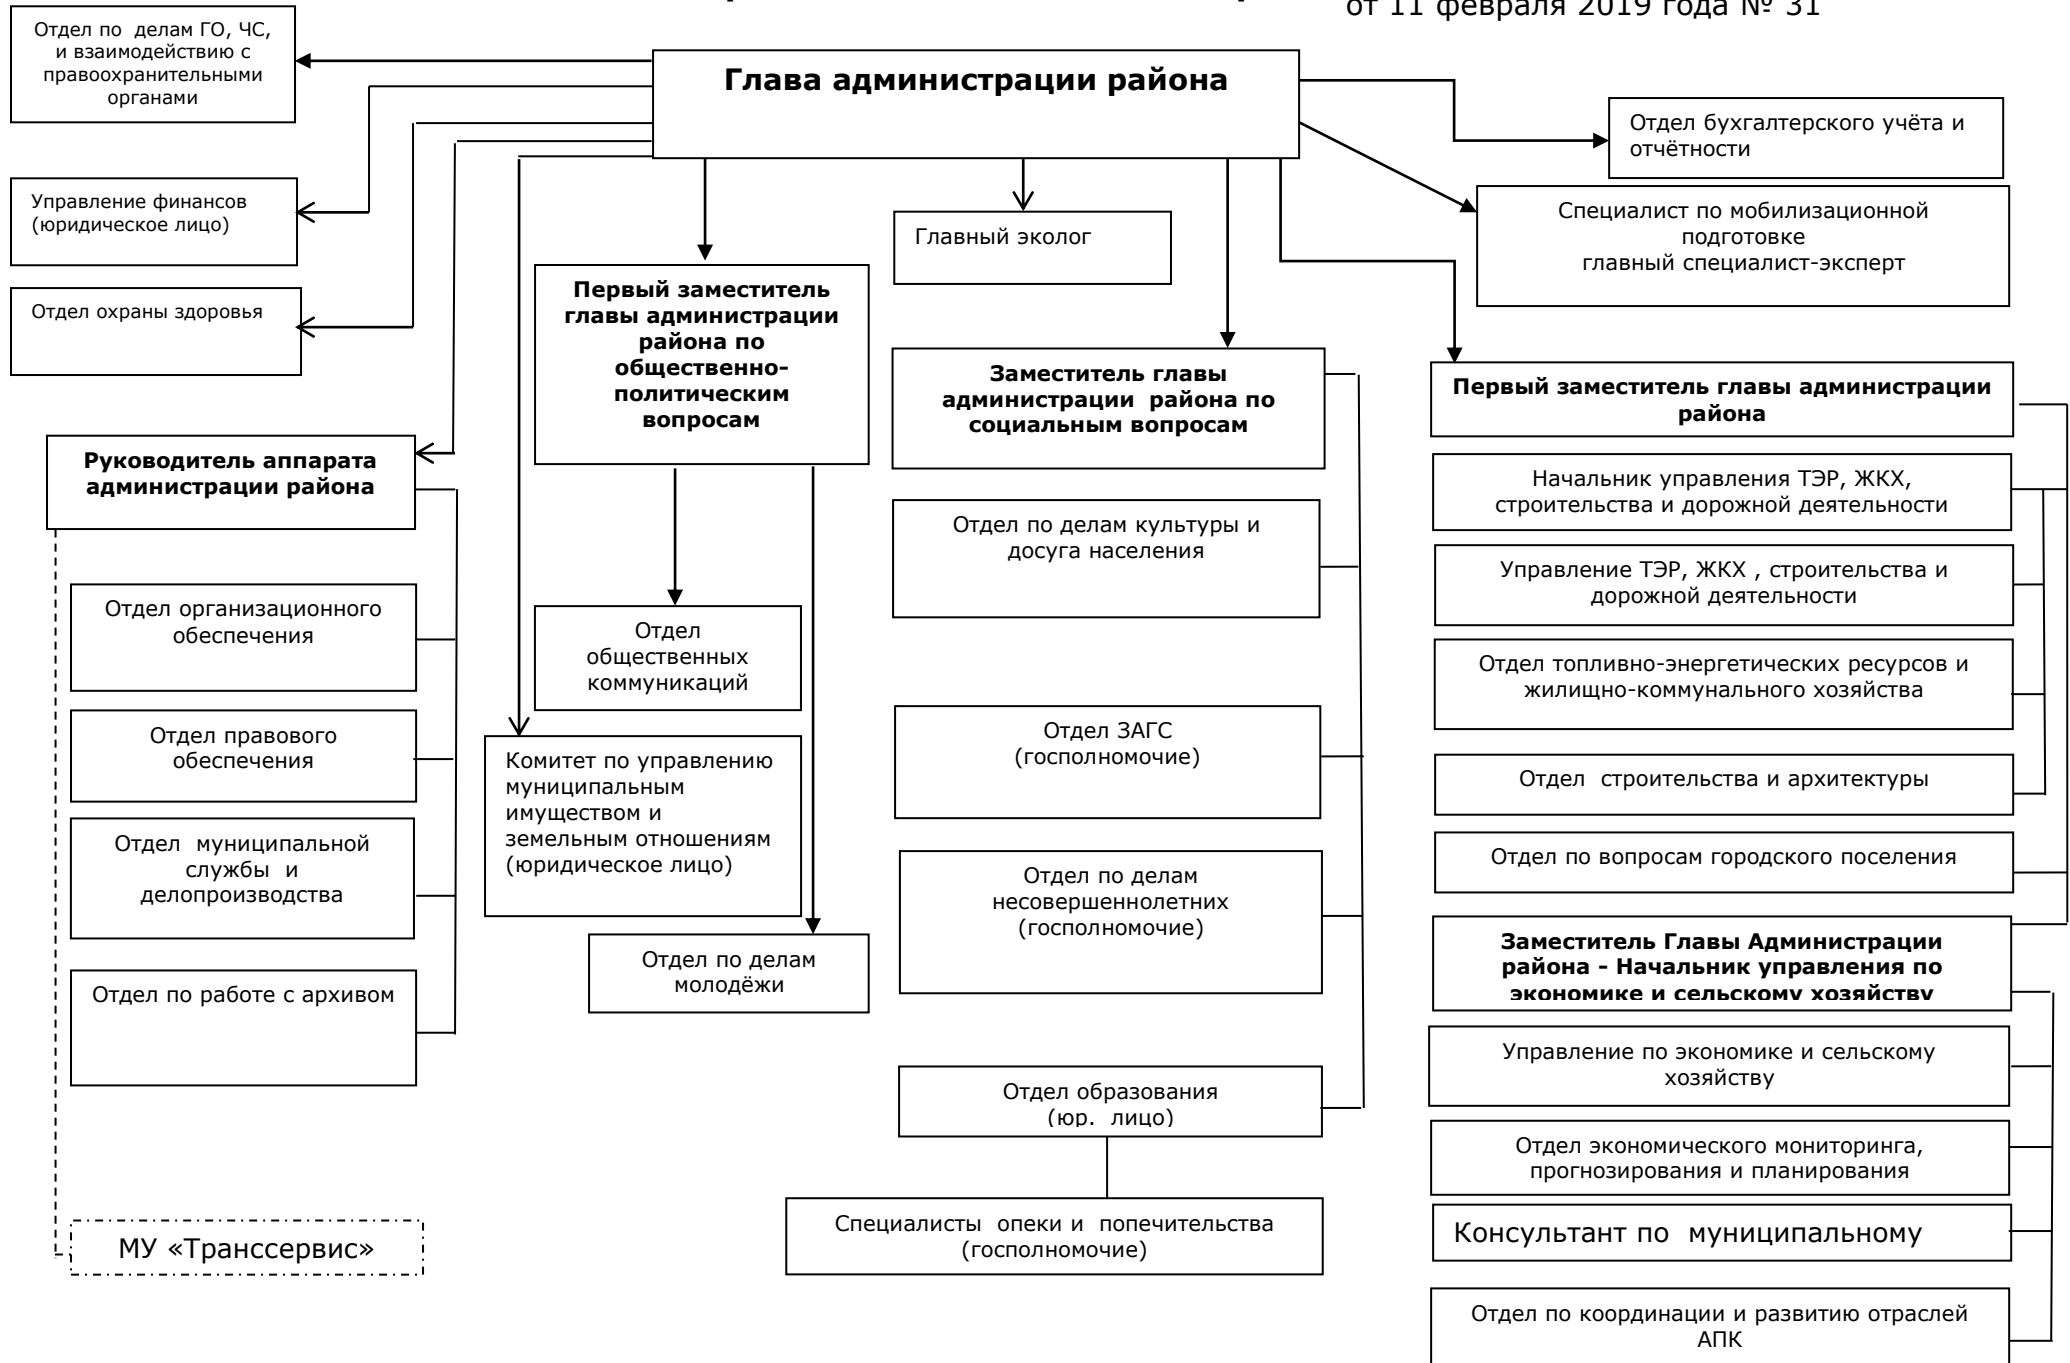 от 11 февраля 2019 года № 31
Отдел по делам ГО, ЧС,
и взаимодействию с
правоохранительными
органами
Глава администрации района
Отдел бухгалтерского учёта и
отчётности
Управление финансов
(юридическое лицо)
Специалист по мобилизационной
подготовке
главный специалист-эксперт
Главный эколог
Отдел охраны здоровья
Первый заместитель
главы администрации
района по
общественно-
политическим
вопросам
Заместитель главы
администрации района по
социальным вопросам
Первый заместитель главы администрации
района
Руководитель аппарата
администрации района
Начальник управления ТЭР, ЖКХ,
строительства и дорожной деятельности
Отдел по делам культуры и
досуга населения
Управление ТЭР, ЖКХ , строительства и
дорожной деятельности
Отдел организационного
обеспечения
Отдел
общественных
коммуникаций
Отдел топливно-энергетических ресурсов и
жилищно-коммунального хозяйства
Отдел правового
обеспечения
Комитет по управлению
муниципальным
имуществом и
земельным отношениям
(юридическое лицо)
Отдел ЗАГС
(госполномочие)
Отдел строительства и архитектуры
Отдел муниципальной
службы и
делопроизводства
Отдел по делам
несовершеннолетних
(госполномочие)
Отдел по вопросам городского поселения
Отдел по делам
молодёжи
Заместитель Главы Администрации
района – Начальник управления по
экономике и сельскому хозяйству
Отдел по работе с архивом
Управление по экономике и сельскому
хозяйству
Отдел образования
(юр. лицо)
Отдел экономического мониторинга,
прогнозирования и планирования
Специалисты опеки и попечительства
(госполномочие)
Консультант по муниципальному
МУ «Транссервис»
Отдел по координации и развитию отраслей
АПК